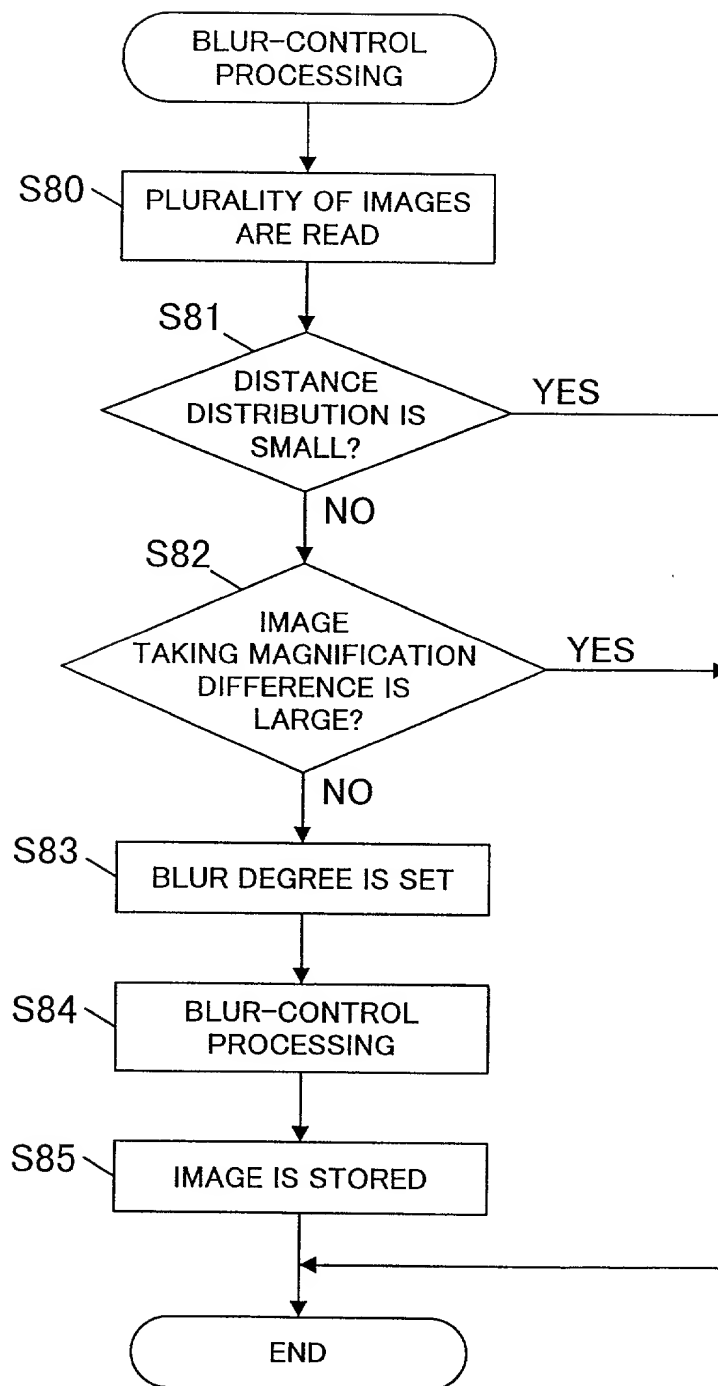 BLUR-CONTROL
PROCESSING
S80
PLURALITY OF IMAGES
ARE READ
S81
DISTANCE
DISTRIBUTION IS
SMALL?
YES
NO
S82
IMAGE
TAKING MAGNIFICATION
DIFFERENCE IS
LARGE?
YES
NO
S83
BLUR DEGREE IS SET
S84
BLUR-CONTROL
PROCESSING
S85
IMAGE IS STORED
END